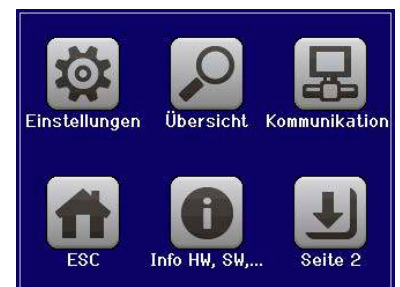 Einstellungen Übersicht Kommunikation
ESC Info HW, SW,... Seite 2